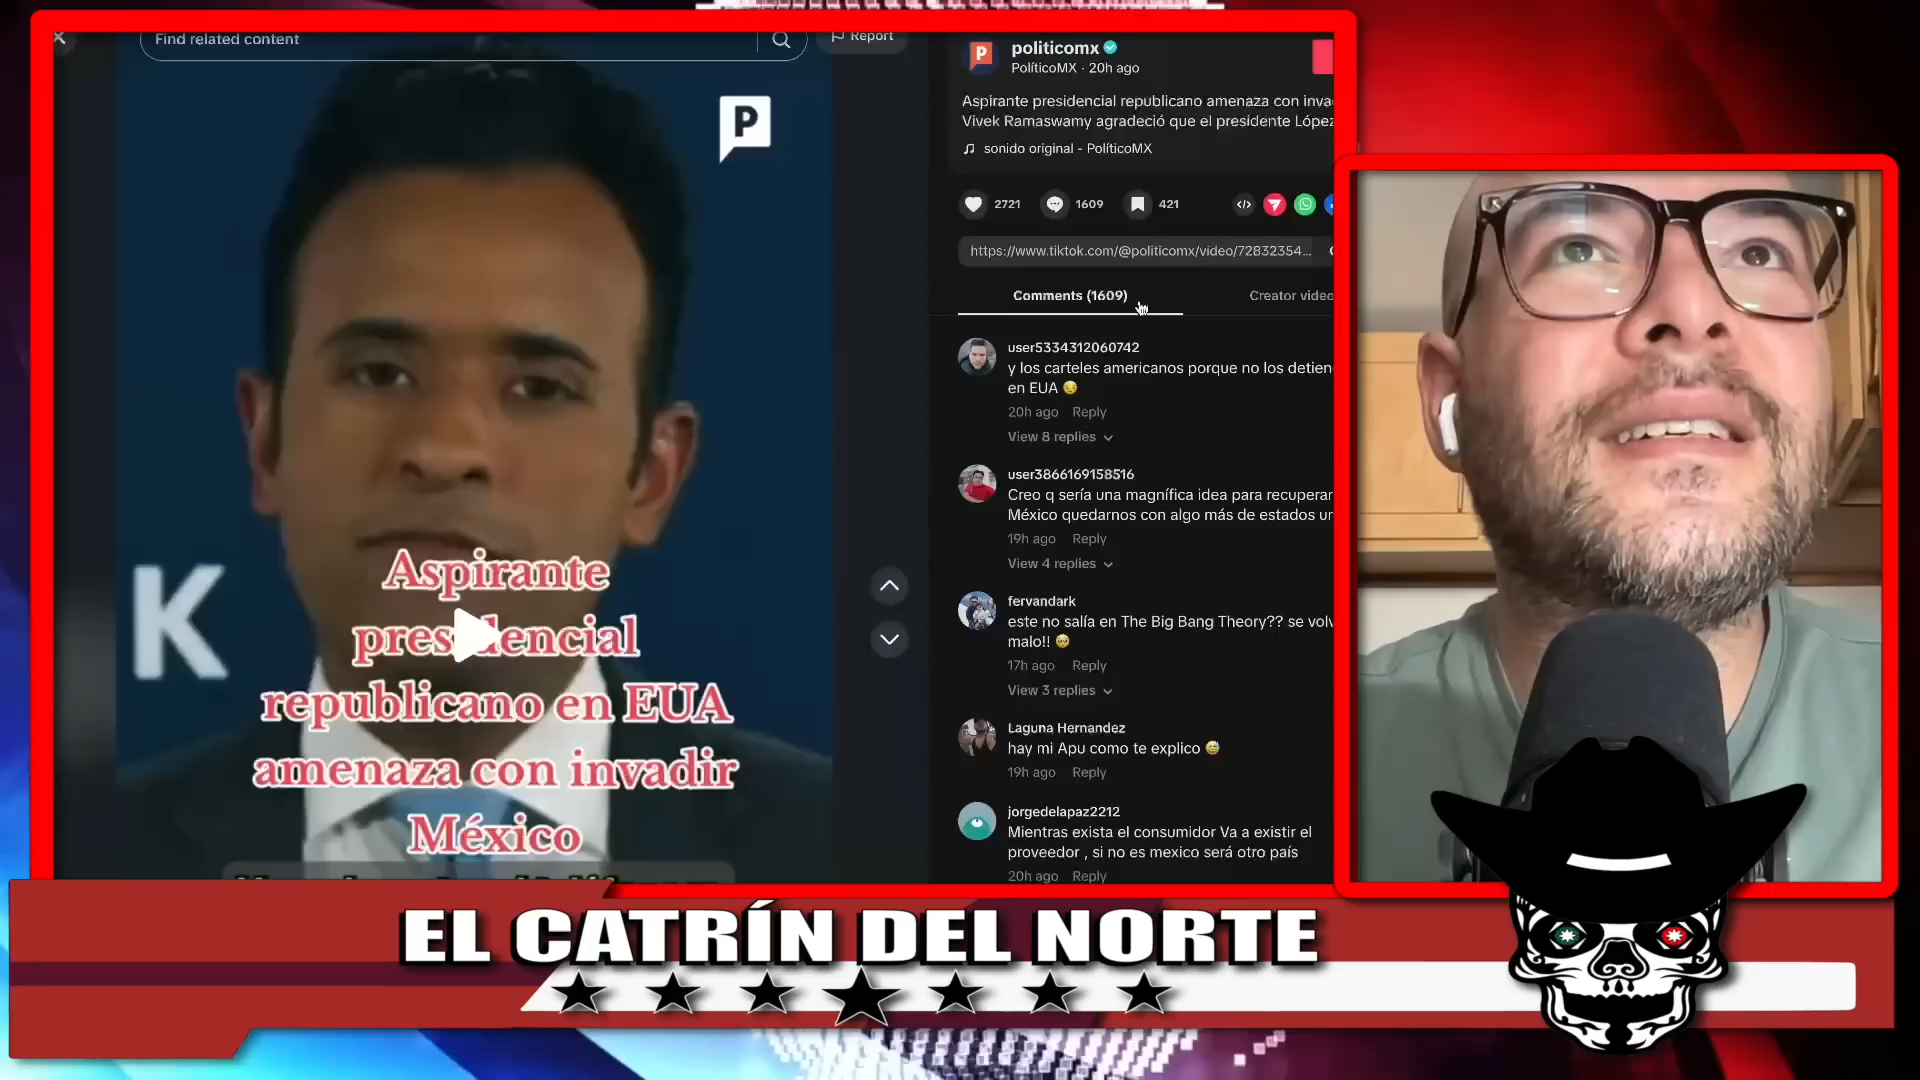 Find related content
Report
P
K
Aspirante
presidencial
republicano en EUA
amenaza con invadir
México
P
politicomx
PolíticoMX · 20h ago
Aspirante presidencial republicano amenaza con inva
Vivek Ramaswamy agradeció que el presidente López
sonido original - PolíticoMX
2721
1609
421
https://www.tiktok.com/@politicomx/video/72832354...
Comments (1609)
Creator video
user5334312060742
y los carteles americanos porque no los detien
en EUA 😏
20h ago Reply
View 8 replies
user3866169158516
Creo q sería una magnífica idea para recuperar
México quedarnos con algo más de estados un
19h ago Reply
View 4 replies
fervandark
este no salía en The Big Bang Theory?? se volv
malo!! 🥺
17h ago Reply
View 3 replies
Laguna Hernandez
hay mi Apu como te explico 😅
19h ago Reply
jorgedelapaz2212
Mientras exista el consumidor Va a existir el
proveedor , si no es mexico será otro país
20h ago Reply
EL CATRÍN DEL NORTE